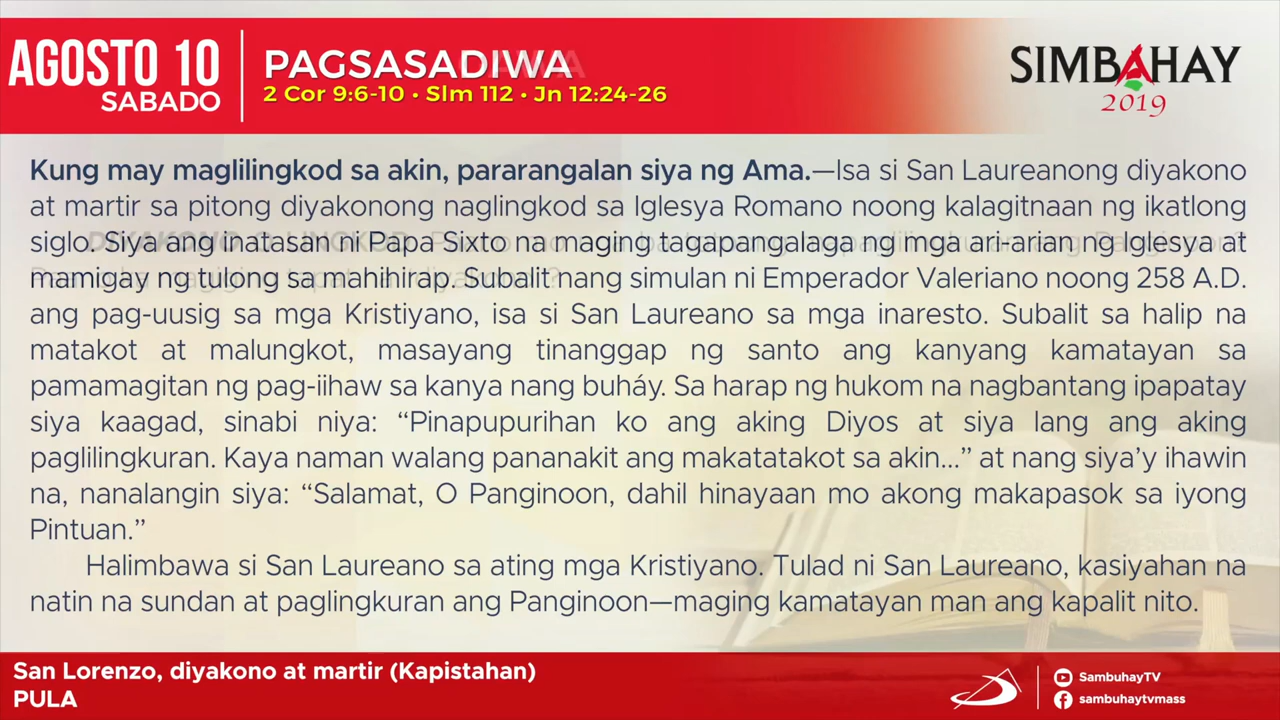 AGOSTO 10
SABADO
PAGSASADIWA
2 Cor 9:6-10 • Slm 112 • Jn 12:24-26
SIMBAHAY
2019
Kung may maglilingkod sa akin, pararangalan siya ng Ama.—Isa si San Laureanong diyakono
at martir sa pitong diyakonong naglingkod sa Iglesya Romano noong kalagitnaan ng ikatlong
siglo. Siya ang inatasan ni Papa Sixto na maging tagapangalaga ng mga ari-arian ng Iglesya at
mamigay ng tulong sa mahihirap. Subalit nang simulan ni Emperador Valeriano noong 258 A.D.
ang pag-uusig sa mga Kristiyano, isa si San Laureano sa mga inaresto. Subalit sa halip na
matakot at malungkot, masayang tinanggap ng santo ang kanyang kamatayan sa
pamamagitan ng pag-iihaw sa kanya nang buháy. Sa harap ng hukom na nagbantang ipapatay
siya kaagad, sinabi niya: “Pinapupurihan ko ang aking Diyos at siya lang ang aking
paglilingkuran. Kaya naman walang pananakit ang makatatakot sa akin...” at nang siya’y ihawin
na, nanalangin siya: “Salamat, O Panginoon, dahil hinayaan mo akong makapasok sa iyong
Pintuan.”
Halimbawa si San Laureano sa ating mga Kristiyano. Tulad ni San Laureano, kasiyahan na
natin na sundan at paglingkuran ang Panginoon—maging kamatayan man ang kapalit nito.
San Lorenzo, diyakono at martir (Kapistahan)
PULA
SambuhayTV
sambuhaytvmass